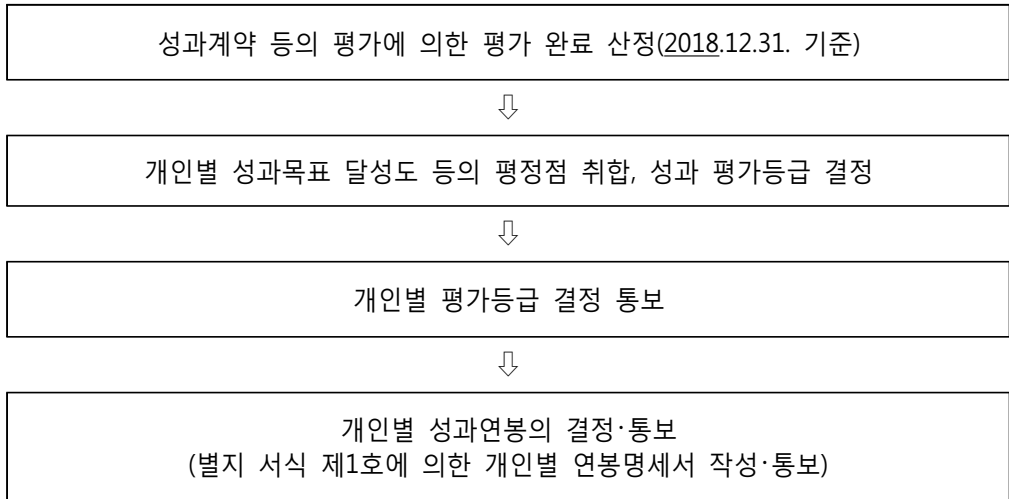 성과계약 등의 평가에 의한 평가 완료 산정(2018.12.31. 기준)
⇩
개인별 성과목표 달성도 등의 평정점 취합, 성과 평가등급 결정
⇩
개인별 평가등급 결정 통보
⇩
개인별 성과연봉의 결정·통보
(별지 서식 제1호에 의한 개인별 연봉명세서 작성·통보)